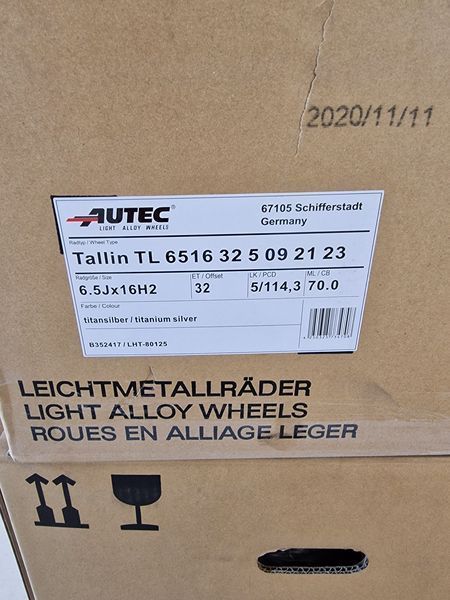 2020/11/11
AUTEC
LIGHT ALLOY WHEELS
67105 Schifferstadt
Germany
Radtyp / Wheel Type
Tallin TL 6516 32 5 09 21 23
Radgröße / Size
ET / Offset
LK / PCD
ML / CB
6.5Jx16H2
32
5/114,3
70.0
Farbe / Colour
titansilber / titanium silver
B352417 / LHT-80125
LEICHTMETALLRÄDER
LIGHT ALLOY WHEELS
ROUES EN ALLIAGE LEGER